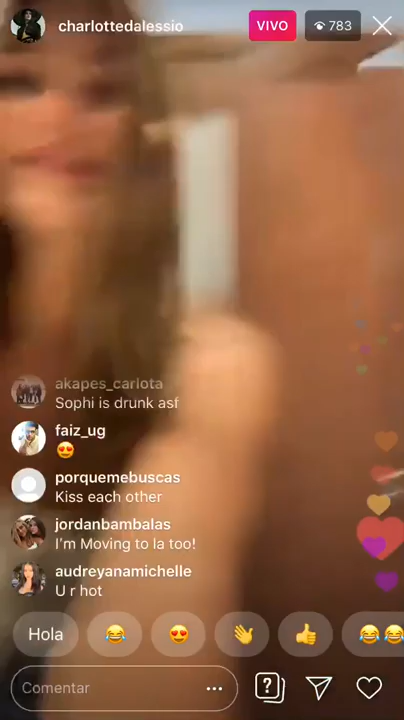 charlottedalessio
VIVO
783
akapes_carlota
Sophi is drunk asf
faiz_ug
😍
porquemebuscas
Kiss each other
jordanbambalas
I'm Moving to la too!
audreyanamichelle
U r hot
Hola 😂 😍 👋 👍 😂😂
Comentar